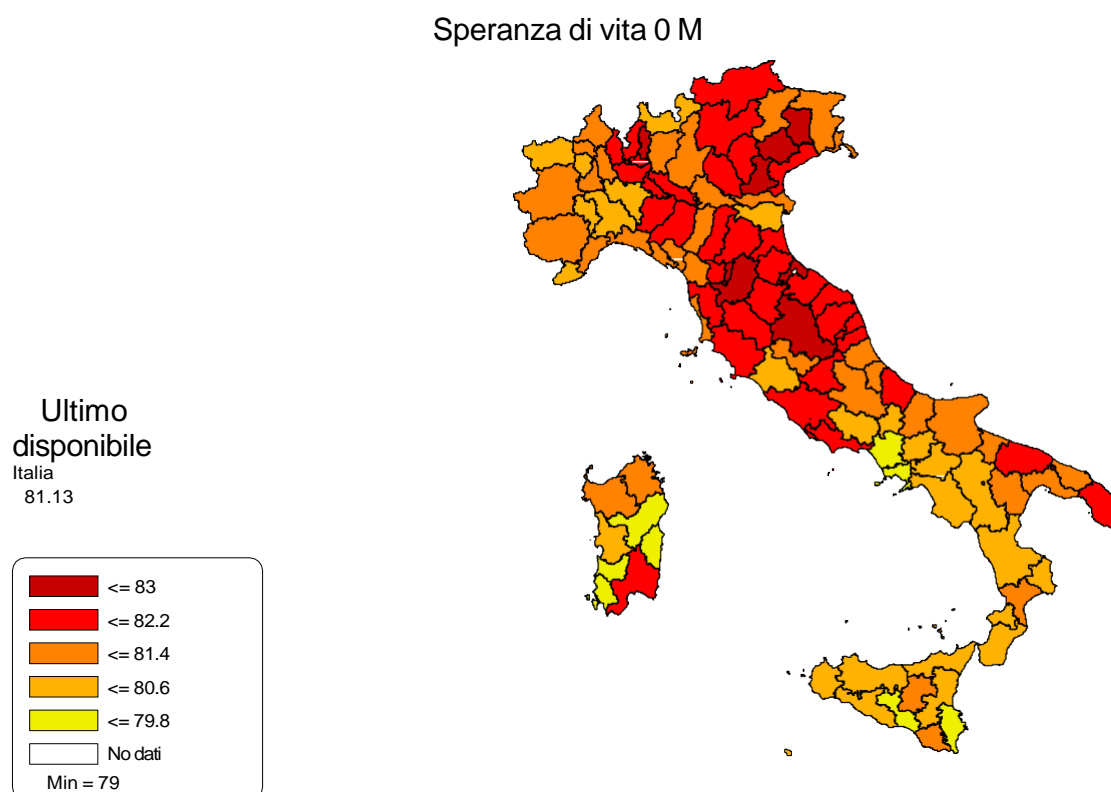 Speranza di vita 0 M
Ultimo
disponibile
Italia
81.13
<= 83
<= 82.2
<= 81.4
<= 80.6
<= 79.8
No dati
Min = 79